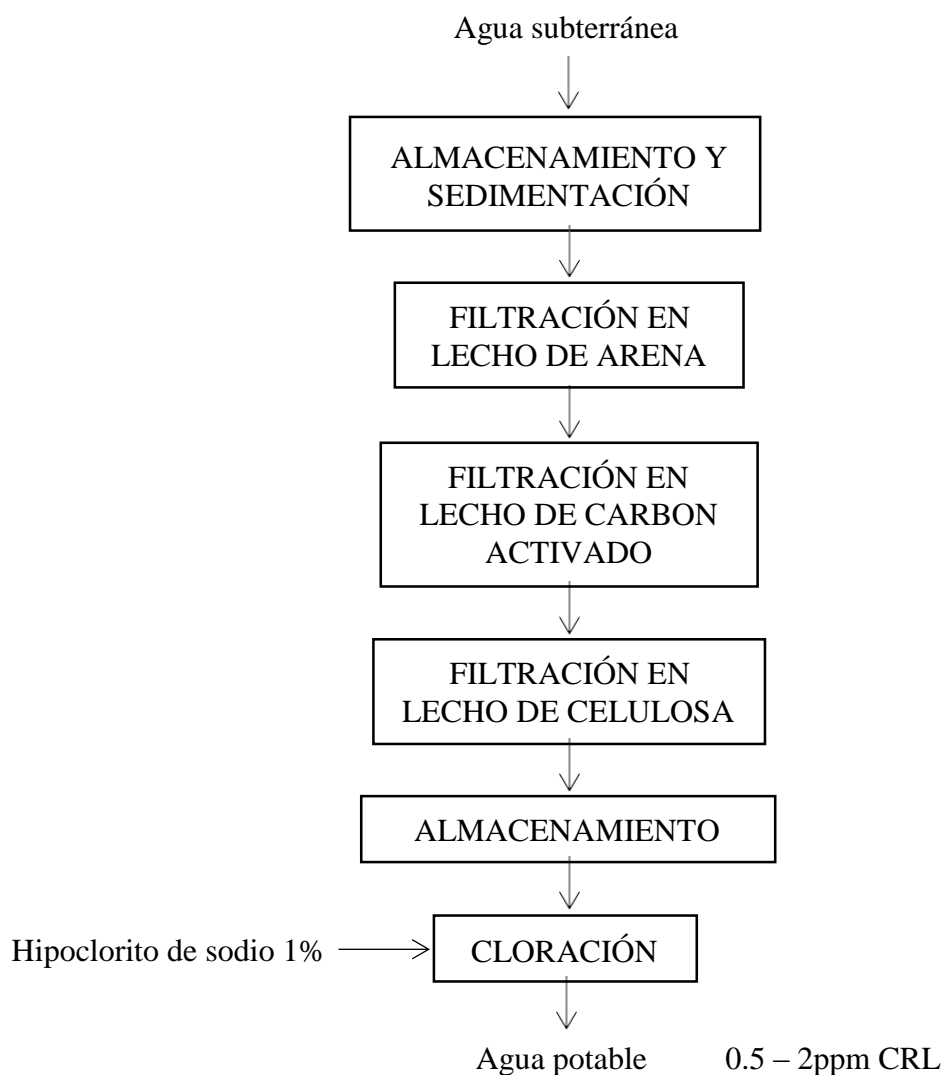 Agua subterránea
ALMACENAMIENTO Y
SEDIMENTACIÓN
FILTRACIÓN EN
LECHO DE ARENA
FILTRACIÓN EN
LECHO DE CARBON
ACTIVADO
FILTRACIÓN EN
LECHO DE CELULOSA
ALMACENAMIENTO
Hipoclorito de sodio 1%
CLORACIÓN
Agua potable 0.5 – 2ppm CRL